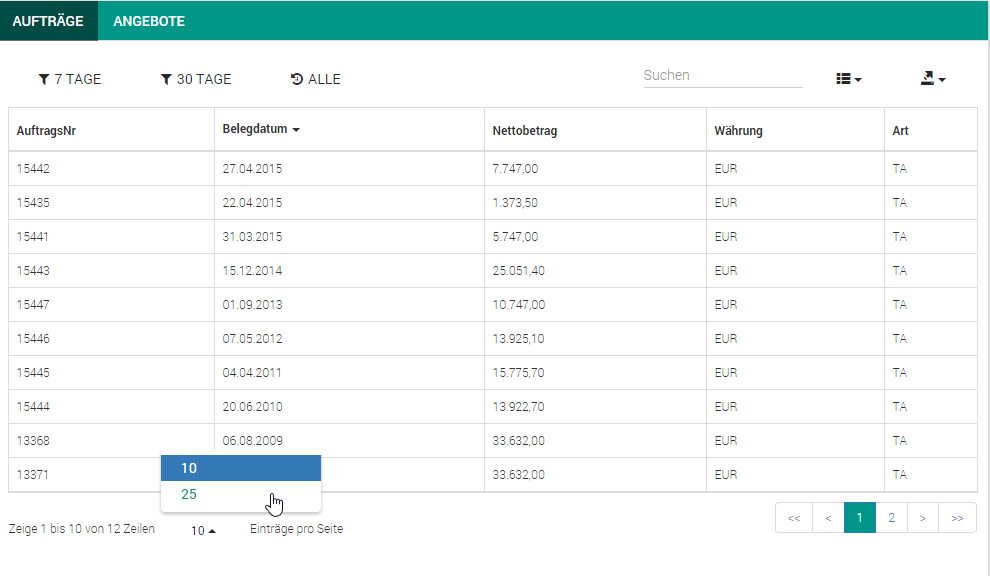 AUFTRÄGE ANGEBOTE
7 TAGE 30 TAGE ALLE Suchen
AuftragsNr Belegdatum Nettobetrag Währung Art
15442 27.04.2015 7.747,00 EUR TA
15435 22.04.2015 1.373,50 EUR TA
15441 31.03.2015 5.747,00 EUR TA
15443 15.12.2014 25.051,40 EUR TA
15447 01.09.2013 10.747,00 EUR TA
15446 07.05.2012 13.925,10 EUR TA
15445 04.04.2011 15.775,70 EUR TA
15444 20.06.2010 13.922,70 EUR TA
13368 06.08.2009 33.632,00 EUR TA
13371 33.632,00 EUR TA
10
25
Zeige 1 bis 10 von 12 Zeilen 10 Einträge pro Seite << < 1 2 > >>